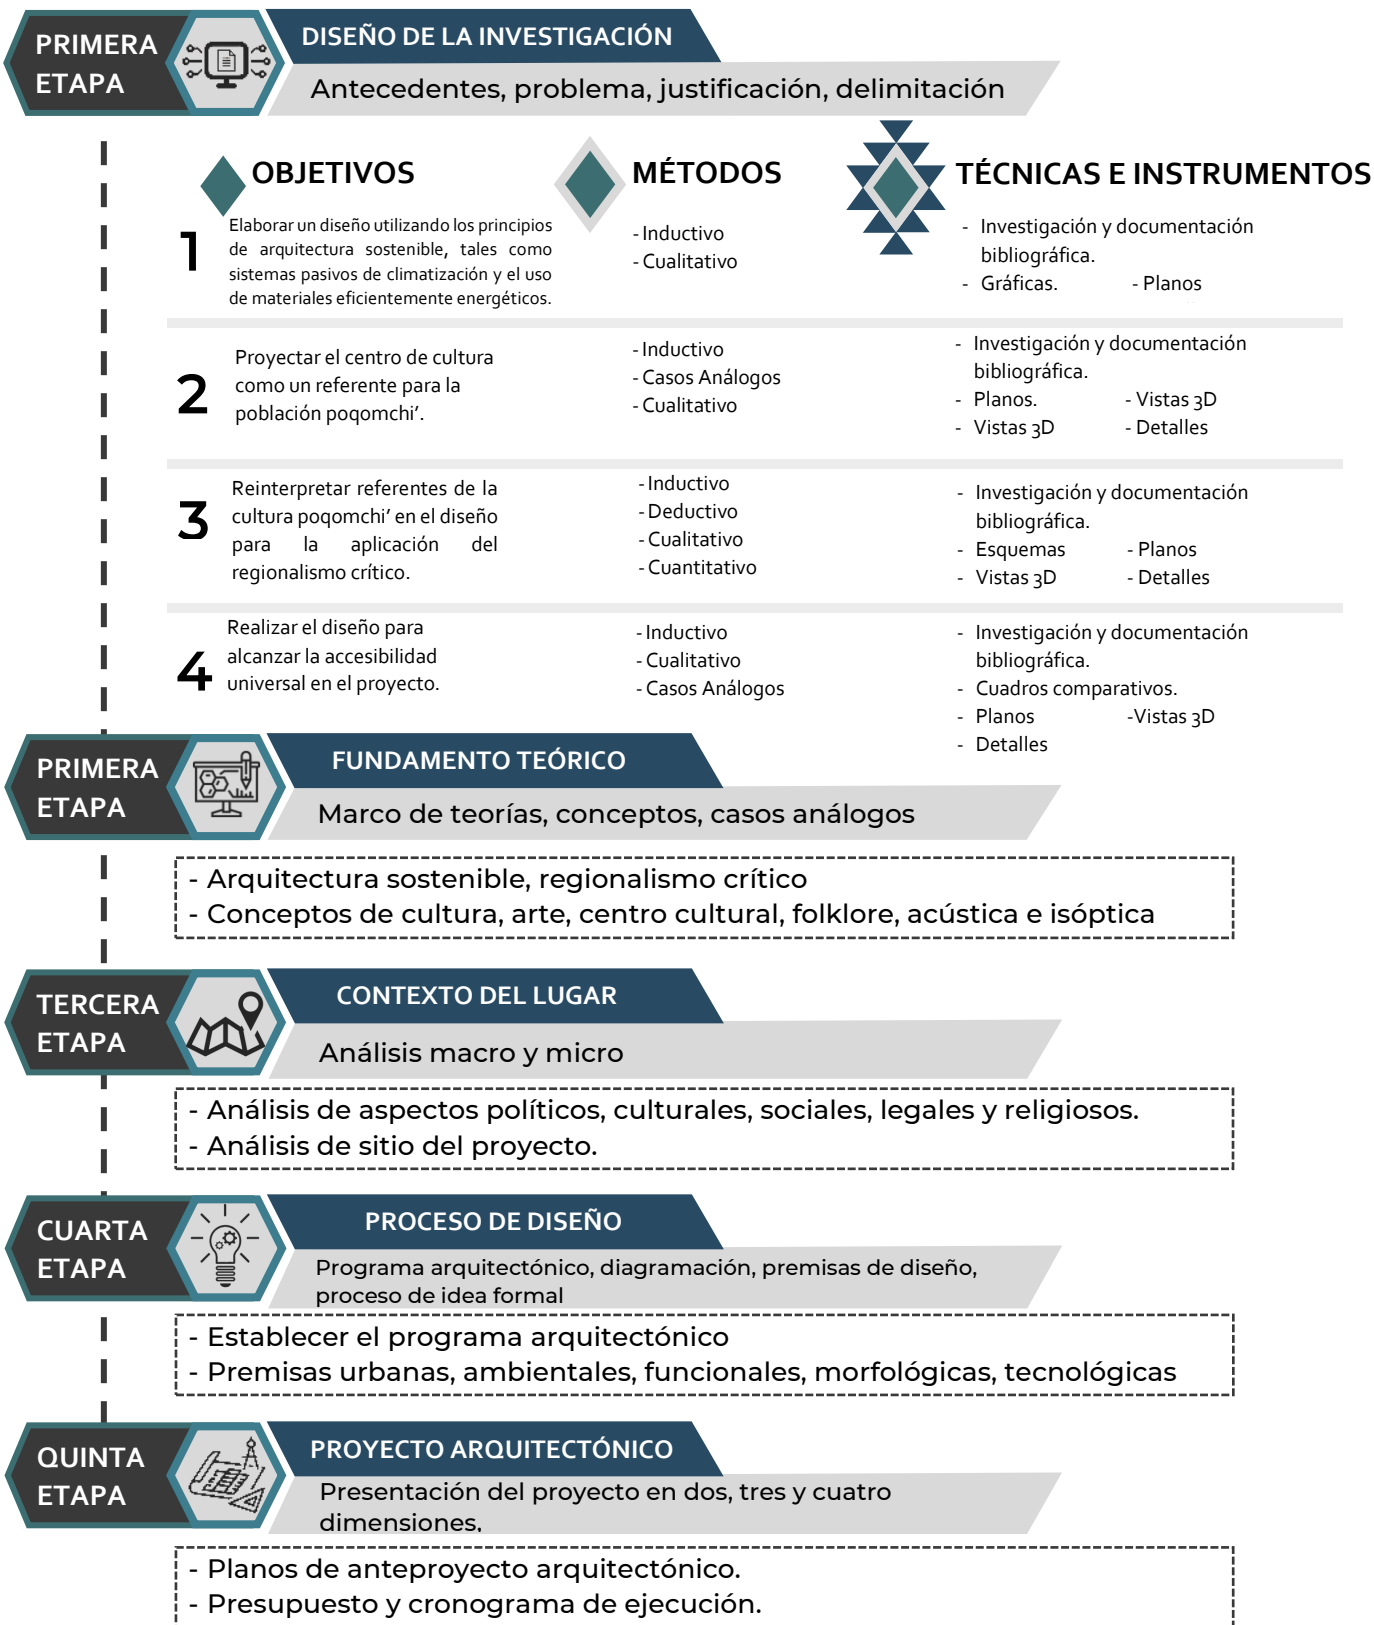 PRIMERA
ETAPA
DISEÑO DE LA INVESTIGACIÓN
Antecedentes, problema, justificación, delimitación
OBJETIVOS
MÉTODOS
TÉCNICAS E INSTRUMENTOS
1
Elaborar un diseño utilizando los principios
de arquitectura sostenible, tales como
sistemas pasivos de climatización y el uso
de materiales eficientemente energéticos.
- Inductivo
- Cualitativo
- Investigación y documentación
bibliográfica.
- Gráficas. - Planos
2
Proyectar el centro de cultura
como un referente para la
población poqomchi’.
- Inductivo
- Casos Análogos
- Cualitativo
- Investigación y documentación
bibliográfica.
- Planos. - Vistas 3D
- Vistas 3D - Detalles
3
Reinterpretar referentes de la
cultura poqomchi’ en el diseño
para la aplicación del
regionalismo crítico.
- Inductivo
- Deductivo
- Cualitativo
- Cuantitativo
- Investigación y documentación
bibliográfica.
- Esquemas - Planos
- Vistas 3D - Detalles
4
Realizar el diseño para
alcanzar la accesibilidad
universal en el proyecto.
- Inductivo
- Cualitativo
- Casos Análogos
- Investigación y documentación
bibliográfica.
- Cuadros comparativos.
- Planos -Vistas 3D
- Detalles
PRIMERA
ETAPA
FUNDAMENTO TEÓRICO
Marco de teorías, conceptos, casos análogos
- Arquitectura sostenible, regionalismo crítico
- Conceptos de cultura, arte, centro cultural, folklore, acústica e isóptica
TERCERA
ETAPA
CONTEXTO DEL LUGAR
Análisis macro y micro
- Análisis de aspectos políticos, culturales, sociales, legales y religiosos.
- Análisis de sitio del proyecto.
CUARTA
ETAPA
PROCESO DE DISEÑO
Programa arquitectónico, diagramación, premisas de diseño,
proceso de idea formal
- Establecer el programa arquitectónico
- Premisas urbanas, ambientales, funcionales, morfológicas, tecnológicas
QUINTA
ETAPA
PROYECTO ARQUITECTÓNICO
Presentación del proyecto en dos, tres y cuatro
dimensiones,
- Planos de anteproyecto arquitectónico.
- Presupuesto y cronograma de ejecución.